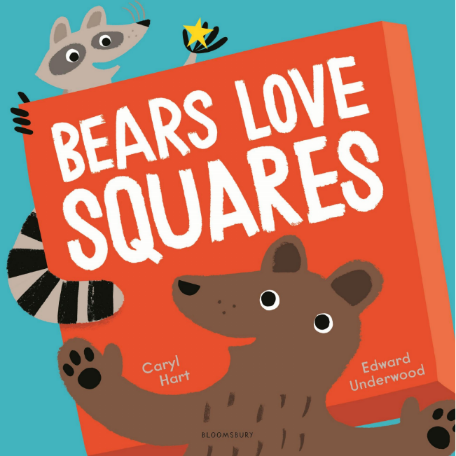 BEARS LOVE
SQUARES
Caryl
Hart
Edward
Underwood
BLOOMSBURY